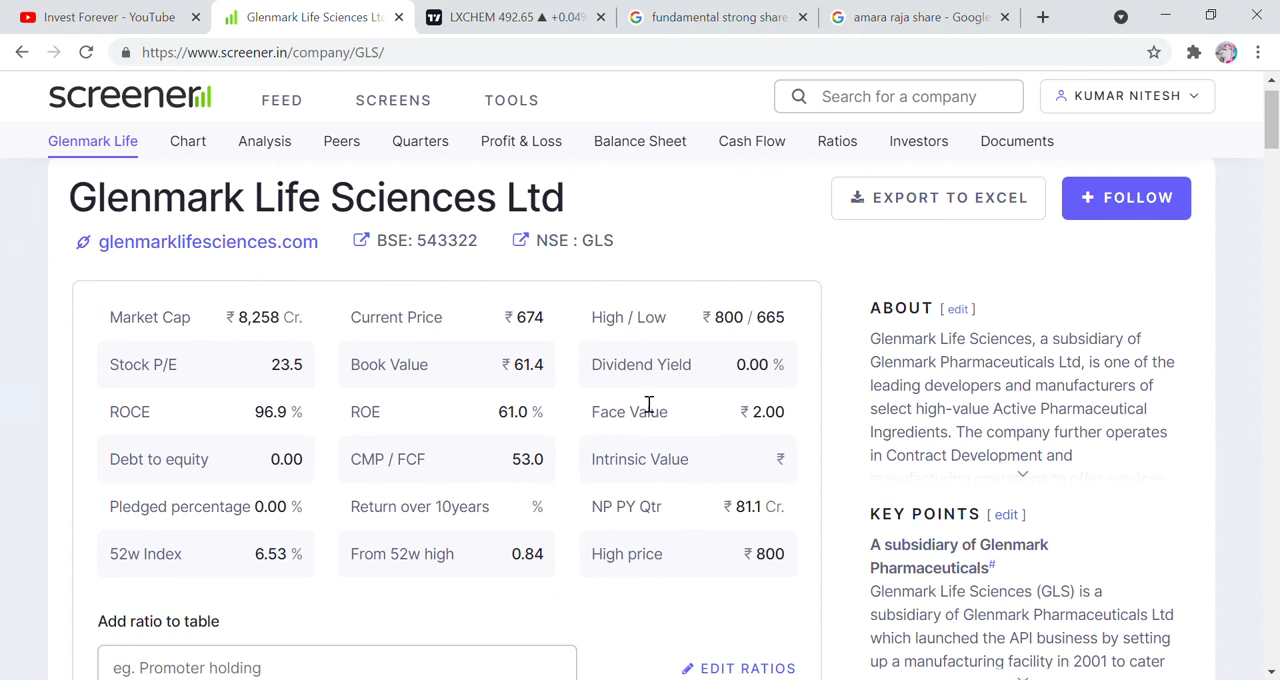 Invest Forever - YouTube
Glenmark Life Sciences Ltd
LXCHEM 492.65 ▲ +0.04%
fundamental strong share
amara raja share - Google
https://www.screener.in/company/GLS/
screener
FEED
SCREENS
TOOLS
Search for a company
KUMAR NITESH
Glenmark Life
Chart
Analysis
Peers
Quarters
Profit & Loss
Balance Sheet
Cash Flow
Ratios
Investors
Documents
Glenmark Life Sciences Ltd
EXPORT TO EXCEL
+ FOLLOW
glenmarklifesciences.com
BSE: 543322
NSE : GLS
Market Cap ₹ 8,258 Cr.
Current Price ₹ 674
High / Low ₹ 800 / 665
Stock P/E 23.5
Book Value ₹ 61.4
Dividend Yield 0.00 %
ROCE 96.9 %
ROE 61.0 %
Face Value ₹ 2.00
Debt to equity 0.00
CMP / FCF 53.0
Intrinsic Value ₹
Pledged percentage 0.00 %
Return over 10years %
NP PY Qtr ₹ 81.1 Cr.
52w Index 6.53 %
From 52w high 0.84
High price ₹ 800
Add ratio to table
eg. Promoter holding
EDIT RATIOS
ABOUT [ edit ]
Glenmark Life Sciences, a subsidiary of
Glenmark Pharmaceuticals Ltd, is one of the
leading developers and manufacturers of
select high-value Active Pharmaceutical
Ingredients. The company further operates
in Contract Development and
manufacturing operations to offer services
KEY POINTS [ edit ]
A subsidiary of Glenmark
Pharmaceuticals#
Glenmark Life Sciences (GLS) is a
subsidiary of Glenmark Pharmaceuticals Ltd
which launched the API business by setting
up a manufacturing facility in 2001 to cater